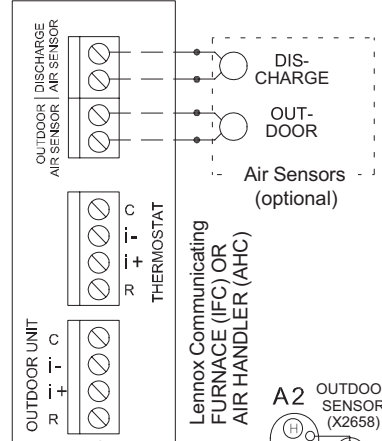 DISCHARGE
AIR SENSOR
OUTDOOR
AIR SENSOR
DIS-
CHARGE
OUT-
DOOR
Air Sensors
(optional)
C
i-
i+
R
THERMOSTAT
OUTDOOR UNIT
C
i-
i+
R
Lennox Communicating
FURNACE (IFC) OR
AIR HANDLER (AHC)
A2
OUTDOO
SENSOR
(X2658)
H